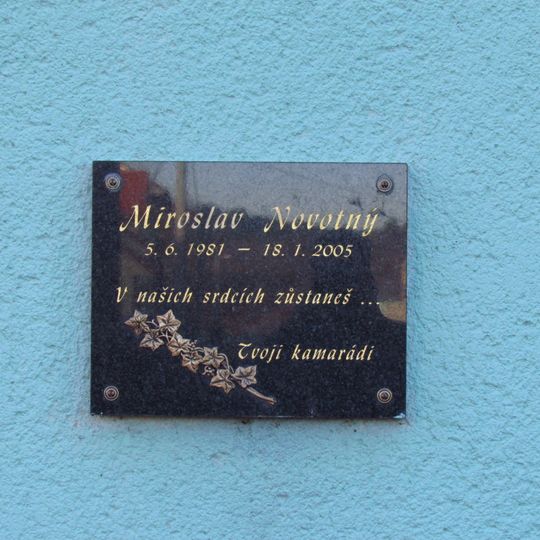 Miroslav Novotný
5. 6. 1981 – 18. 1. 2005
V našich srdcích zůstaneš ...
Tvoji kamarádi